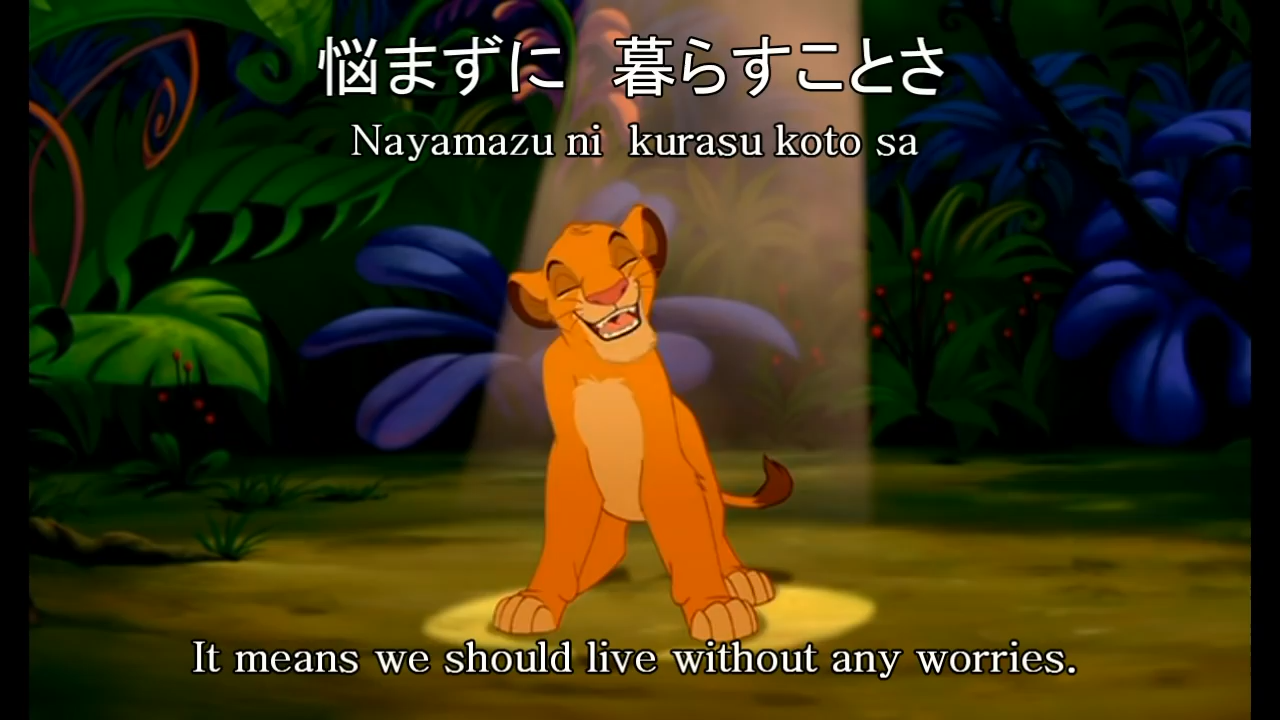 悩まずに　暮らすことさ
Nayamazu ni  kurasu koto sa
It means we should live without any worries.